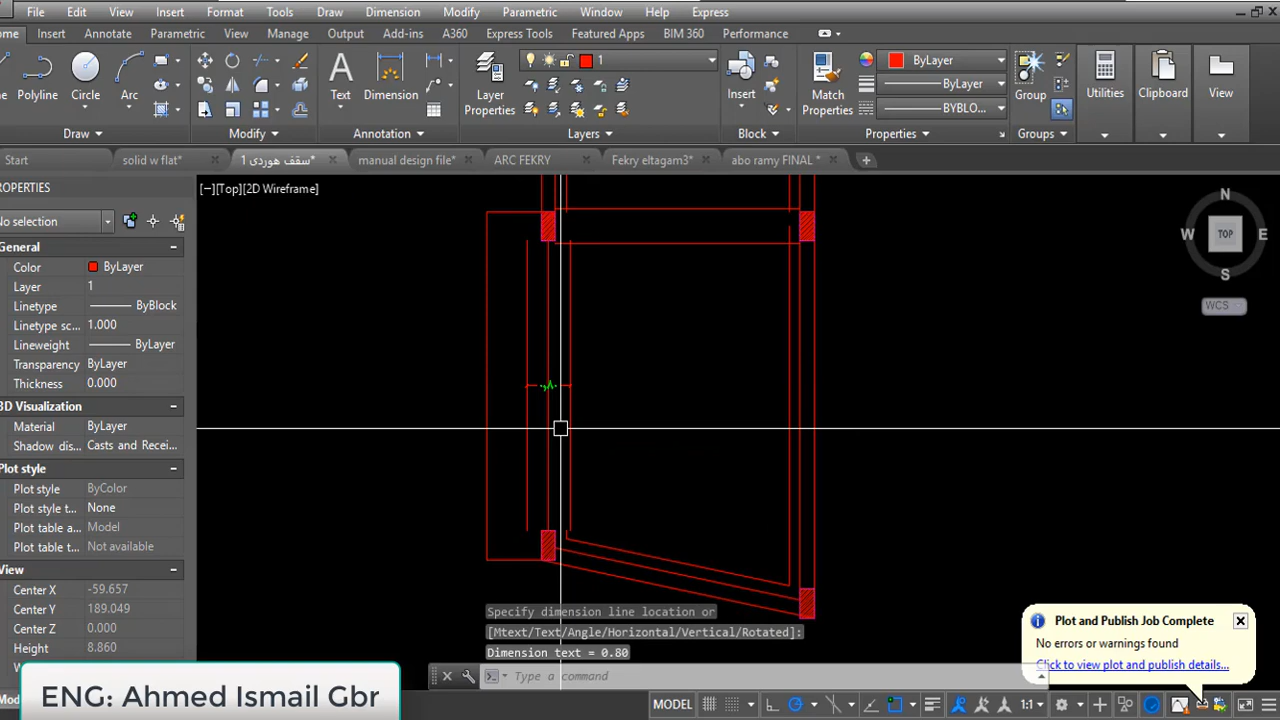 File Edit View Insert Format Tools Draw Dimension Modify Parametric Window Help Express
Insert Annotate Parametric View Manage Output Add-ins A360 Express Tools Featured Apps BIM 360 Performance
Polyline Circle Arc Text Dimension Layer Properties 1 Insert Match Properties ByLayer ByLayer BYBLO... Group Utilities Clipboard View
Draw Modify Annotation Layers Block Properties Groups
Start solid w flat* سقف هوردى 1* manual design file* ARC FEKRY Fekry eltagam3* abo ramy FINAL *
PROPERTIES
[−][Top][2D Wireframe]
No selection
General
Color ByLayer
Layer 1
Linetype ByBlock
Linetype sc... 1.000
Lineweight ByLayer
Transparency ByLayer
Thickness 0.000
3D Visualization
Material ByLayer
Shadow dis... Casts and Recei...
Plot style
Plot style ByColor
Plot style t... None
Plot table a... Model
Plot table t... Not available
View
Center X -59.657
Center Y 189.049
Center Z 0.000
Height 8.860
N
W TOP E
S
WCS
Specify dimension line location or
[Mtext/Text/Angle/Horizontal/Vertical/Rotated]:
Dimension text = 0.80
Type a command
Plot and Publish Job Complete
No errors or warnings found
Click to view plot and publish details...
MODEL 1:1
ENG: Ahmed Ismail Gbr